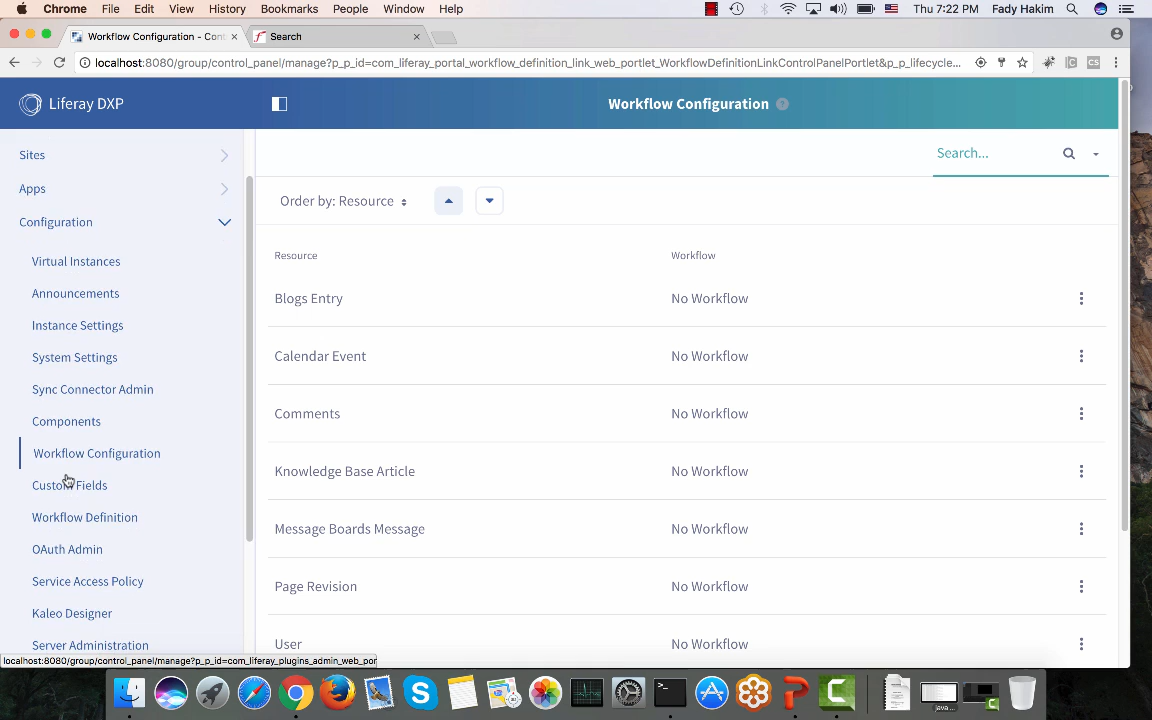 Chrome File Edit View History Bookmarks People Window Help Thu 7:22 PM Fady Hakim
Workflow Configuration - Cont × Search ×
localhost:8080/group/control_panel/manage?p_p_id=com_liferay_portal_workflow_definition_link_web_portlet_WorkflowDefinitionLinkControlPanelPortlet&p_p_lifecycle...
Liferay DXP
Workflow Configuration ?
Sites
Apps
Configuration
Virtual Instances
Announcements
Instance Settings
System Settings
Sync Connector Admin
Components
Workflow Configuration
Custom Fields
Workflow Definition
OAuth Admin
Service Access Policy
Kaleo Designer
Server Administration
Search...
Order by: Resource
Resource Workflow
Blogs Entry No Workflow
Calendar Event No Workflow
Comments No Workflow
Knowledge Base Article No Workflow
Message Boards Message No Workflow
Page Revision No Workflow
User No Workflow
localhost:8080/group/control_panel/manage?p_p_id=com_liferay_plugins_admin_web_por